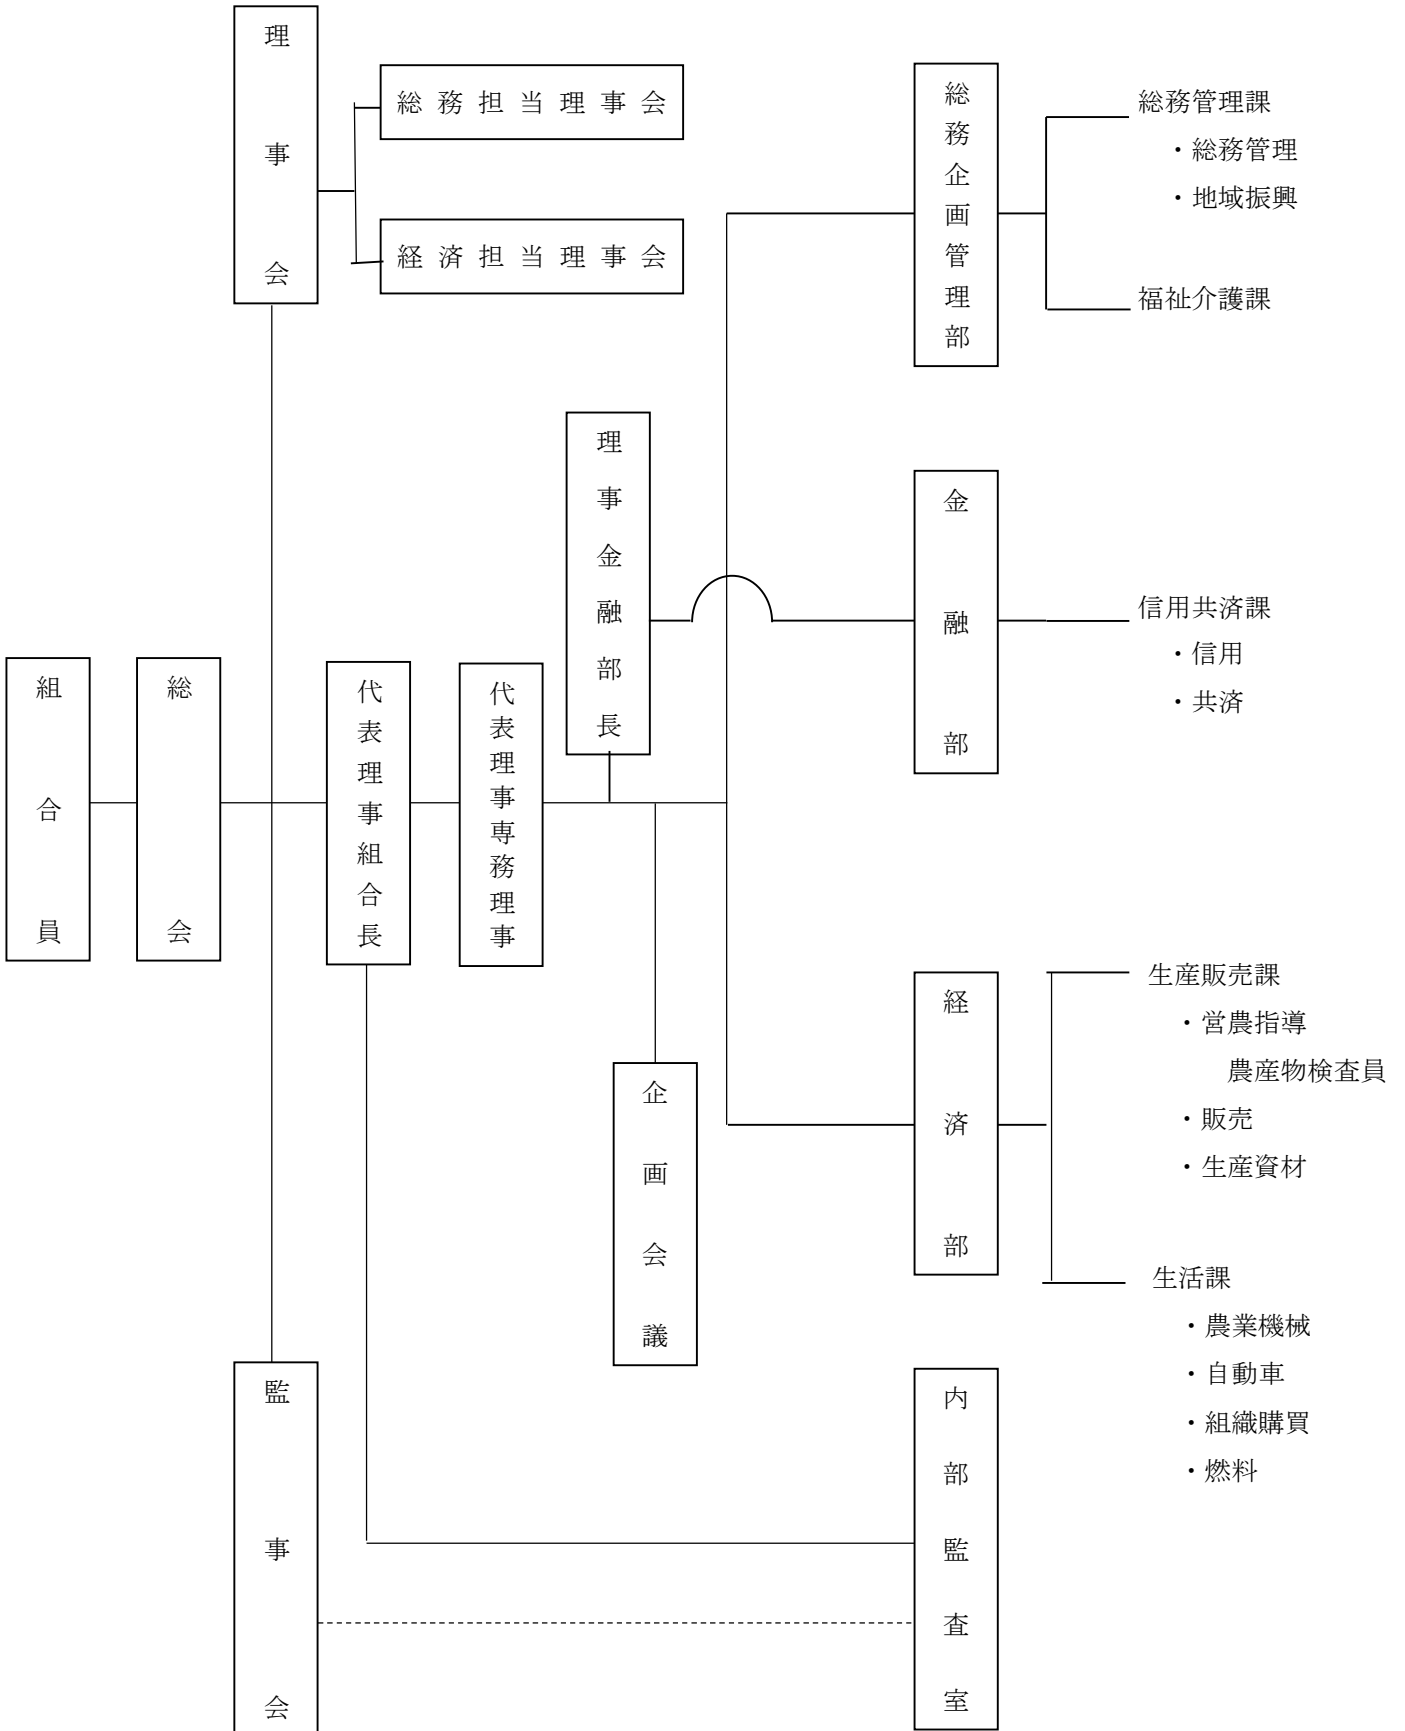 理事会
総務担当理事会
経済担当理事会
組合員
総会
代表理事組合長
代表理事専務理事
理事金融部長
企画会議
監事会
総務企画管理部
総務管理課
・総務管理
・地域振興
福祉介護課
金融部
信用共済課
・信用
・共済
経済部
生産販売課
・営農指導
農産物検査員
・販売
・生産資材
生活課
・農業機械
・自動車
・組織購買
・燃料
内部監査室